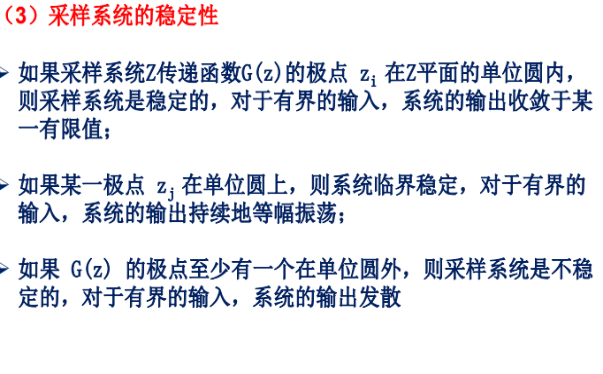 （3）采样系统的稳定性
➢ 如果采样系统Z传递函数G(z)的极点 zi 在Z平面的单位圆内，
则采样系统是稳定的，对于有界的输入，系统的输出收敛于某
一有限值；
➢ 如果某一极点 zj 在单位圆上，则系统临界稳定，对于有界的
输入，系统的输出持续地等幅振荡；
➢ 如果 G(z) 的极点至少有一个在单位圆外，则采样系统是不稳
定的，对于有界的输入，系统的输出发散